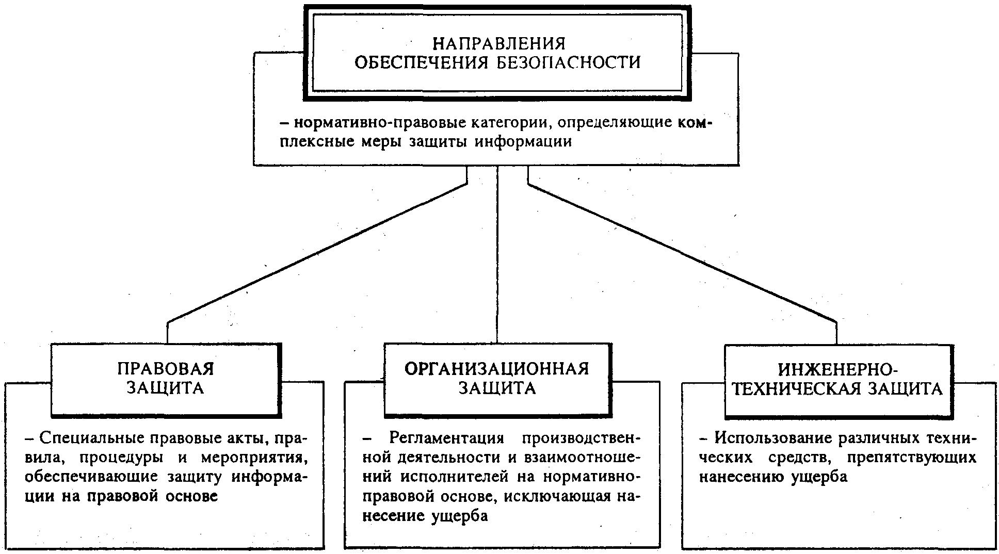 НАПРАВЛЕНИЯ
ОБЕСПЕЧЕНИЯ БЕЗОПАСНОСТИ
– нормативно-правовые категории, определяющие ком-
плексные меры защиты информации
ПРАВОВАЯ
ЗАЩИТА
– Специальные правовые акты, пра-
вила, процедуры и мероприятия,
обеспечивающие защиту информа-
ции на правовой основе
ОРГАНИЗАЦИОННАЯ
ЗАЩИТА
– Регламентация производствен-
ной деятельности и взаимоотноше-
ний исполнителей на нормативно-
правовой основе, исключающая на-
несение ущерба
ИНЖЕНЕРНО-
ТЕХНИЧЕСКАЯ ЗАЩИТА
– Использование различных техни-
ческих средств, препятствующих
нанесению ущерба